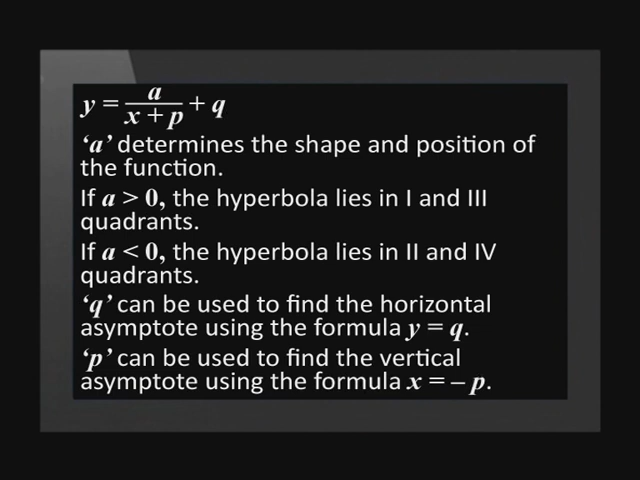 y = a/(x + p) + q
‘a’ determines the shape and position of
the function.
If a > 0, the hyperbola lies in I and III
quadrants.
If a < 0, the hyperbola lies in II and IV
quadrants.
‘q’ can be used to find the horizontal
asymptote using the formula y = q.
‘p’ can be used to find the vertical
asymptote using the formula x = – p.